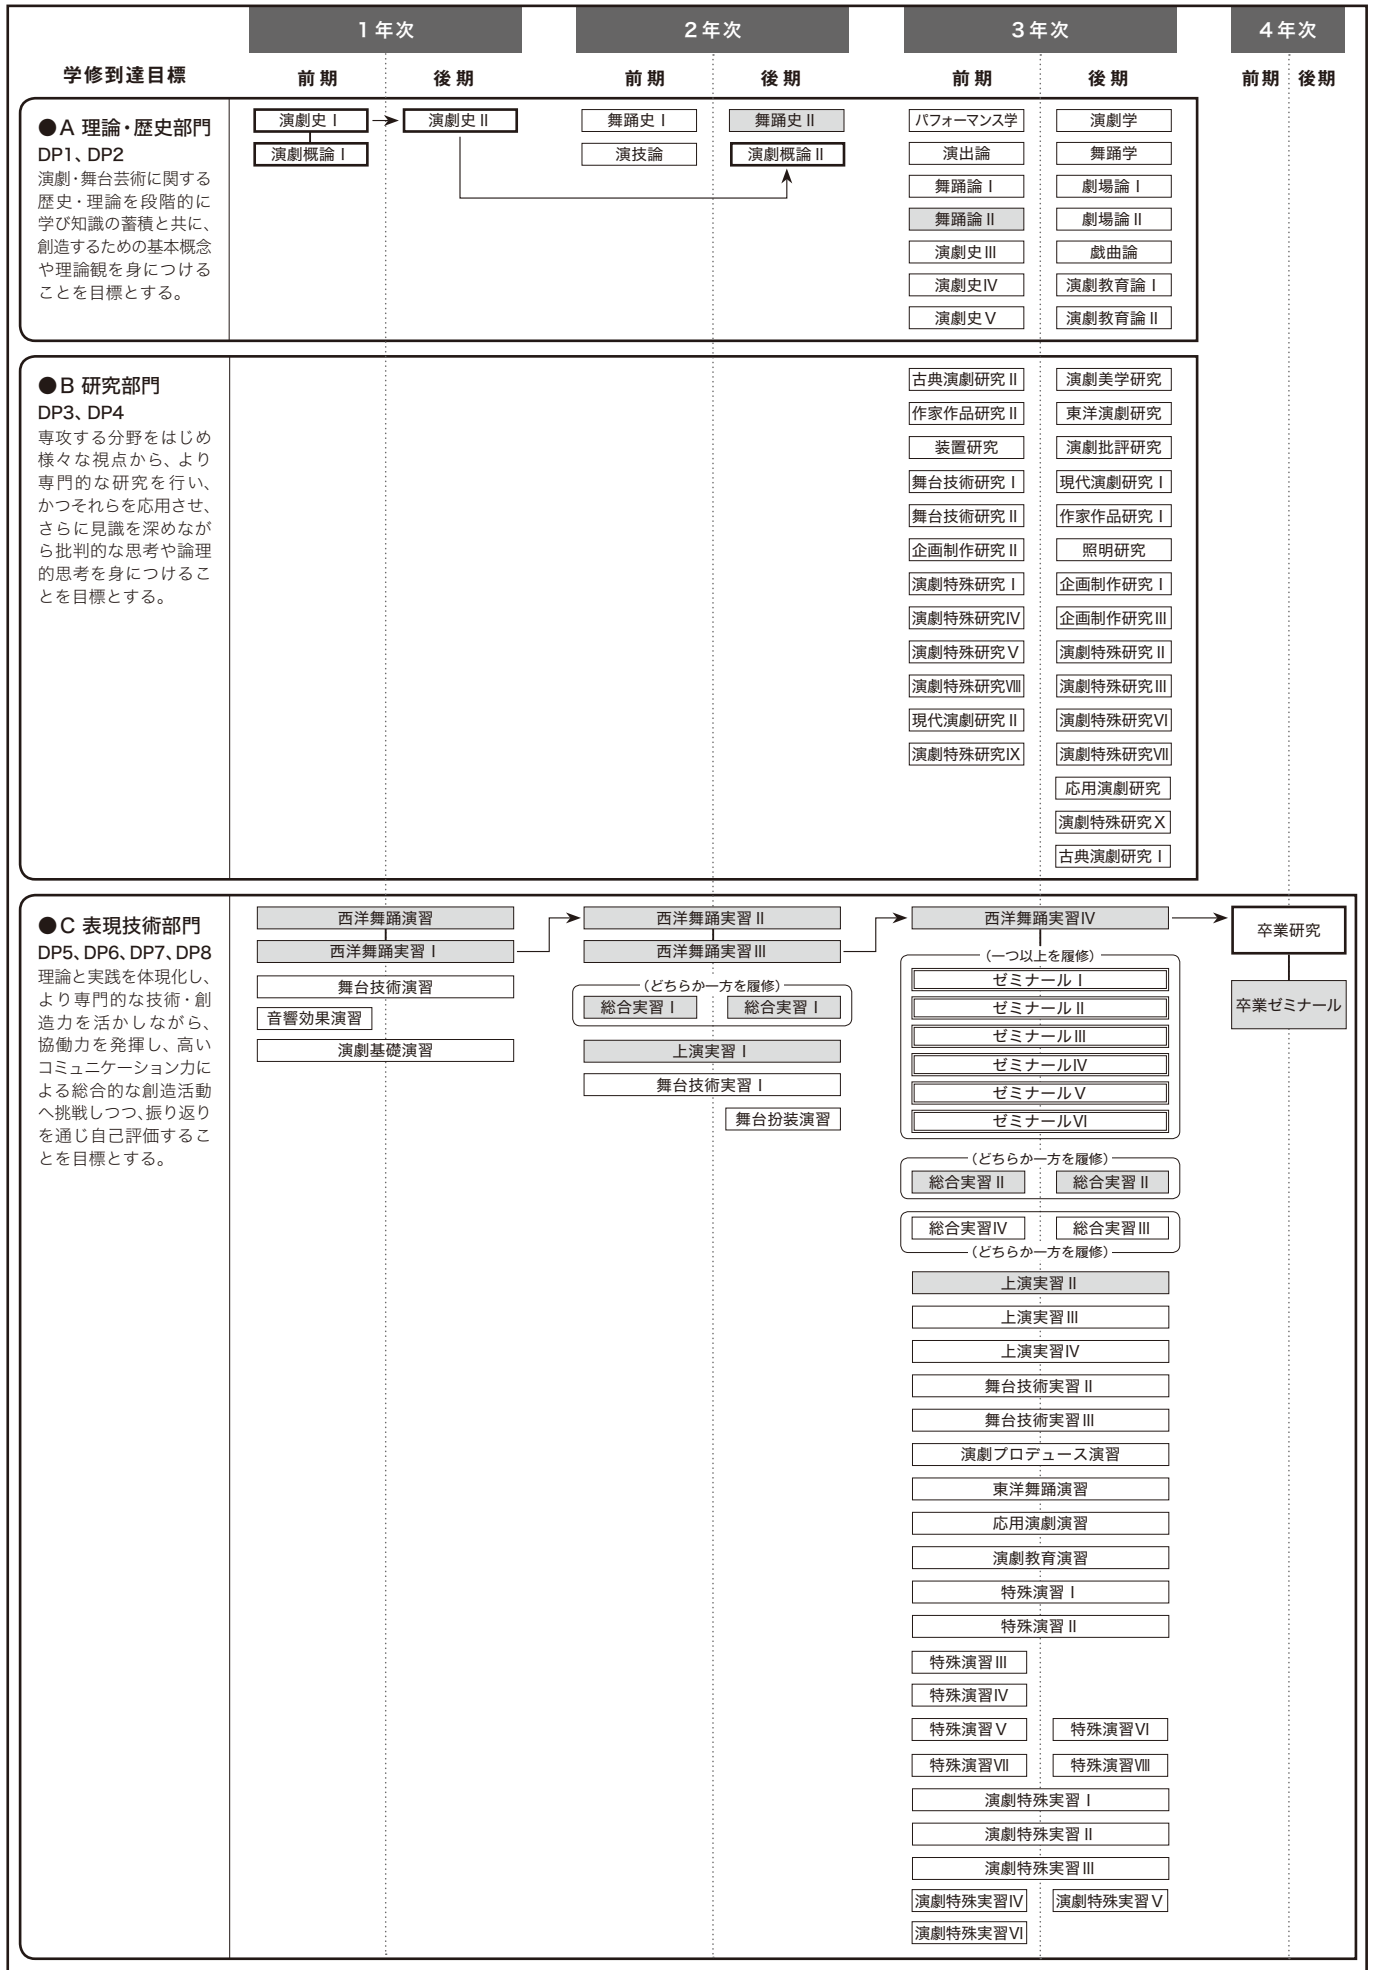 1年次 2年次 3年次 4年次
学修到達目標 前期 後期 前期 後期 前期 後期 前期 後期
●A 理論・歴史部門
DP1、DP2
演劇・舞台芸術に関する
歴史・理論を段階的に
学び知識の蓄積と共に、
創造するための基本概念
や理論観を身につける
ことを目標とする。
演劇史Ⅰ 演劇史Ⅱ 舞踊史Ⅰ 舞踊史Ⅱ パフォーマンス学 演劇学
演劇概論Ⅰ 演技論 演劇概論Ⅱ 演出論 舞踊学
舞踊論Ⅰ 劇場論Ⅰ
舞踊論Ⅱ 劇場論Ⅱ
演劇史Ⅲ 戯曲論
演劇史Ⅳ 演劇教育論Ⅰ
演劇史Ⅴ 演劇教育論Ⅱ
●B 研究部門
DP3、DP4
専攻する分野をはじめ
様々な視点から、より
専門的な研究を行い、
かつそれらを応用させ、
さらに見識を深めなが
ら批判的な思考や論理
的思考を身につけるこ
とを目標とする。
古典演劇研究Ⅱ 演劇美学研究
作家作品研究Ⅱ 東洋演劇研究
装置研究 演劇批評研究
舞台技術研究Ⅰ 現代演劇研究Ⅰ
舞台技術研究Ⅱ 作家作品研究Ⅰ
企画制作研究Ⅱ 照明研究
演劇特殊研究Ⅰ 企画制作研究Ⅰ
演劇特殊研究Ⅳ 企画制作研究Ⅲ
演劇特殊研究Ⅴ 演劇特殊研究Ⅱ
演劇特殊研究Ⅷ 演劇特殊研究Ⅲ
現代演劇研究Ⅱ 演劇特殊研究Ⅵ
演劇特殊研究Ⅸ 演劇特殊研究Ⅶ
応用演劇研究
演劇特殊研究Ⅹ
古典演劇研究Ⅰ
●C 表現技術部門
DP5、DP6、DP7、DP8
理論と実践を体現化し、
より専門的な技術・創
造力を活かしながら、
協働力を発揮し、高い
コミュニケーション力に
よる総合的な創造活動
へ挑戦しつつ、振り返り
を通じ自己評価するこ
とを目標とする。
西洋舞踊演習 西洋舞踊実習Ⅱ 西洋舞踊実習Ⅳ 卒業研究
西洋舞踊実習Ⅰ 西洋舞踊実習Ⅲ
舞台技術演習
音響効果演習
演劇基礎演習
(どちらか一方を履修)
総合実習Ⅰ 総合実習Ⅰ
上演実習Ⅰ
舞台技術実習Ⅰ
舞台扮装演習
(一つ以上を履修)
ゼミナールⅠ
ゼミナールⅡ
ゼミナールⅢ
ゼミナールⅣ
ゼミナールⅤ
ゼミナールⅥ
卒業ゼミナール
(どちらか一方を履修)
総合実習Ⅱ 総合実習Ⅱ
総合実習Ⅳ 総合実習Ⅲ
(どちらか一方を履修)
上演実習Ⅱ
上演実習Ⅲ
上演実習Ⅳ
舞台技術実習Ⅱ
舞台技術実習Ⅲ
演劇プロデュース演習
東洋舞踊演習
応用演劇演習
演劇教育演習
特殊演習Ⅰ
特殊演習Ⅱ
特殊演習Ⅲ
特殊演習Ⅳ
特殊演習Ⅴ 特殊演習Ⅵ
特殊演習Ⅶ 特殊演習Ⅷ
演劇特殊実習Ⅰ
演劇特殊実習Ⅱ
演劇特殊実習Ⅲ
演劇特殊実習Ⅳ 演劇特殊実習Ⅴ
演劇特殊実習Ⅵ